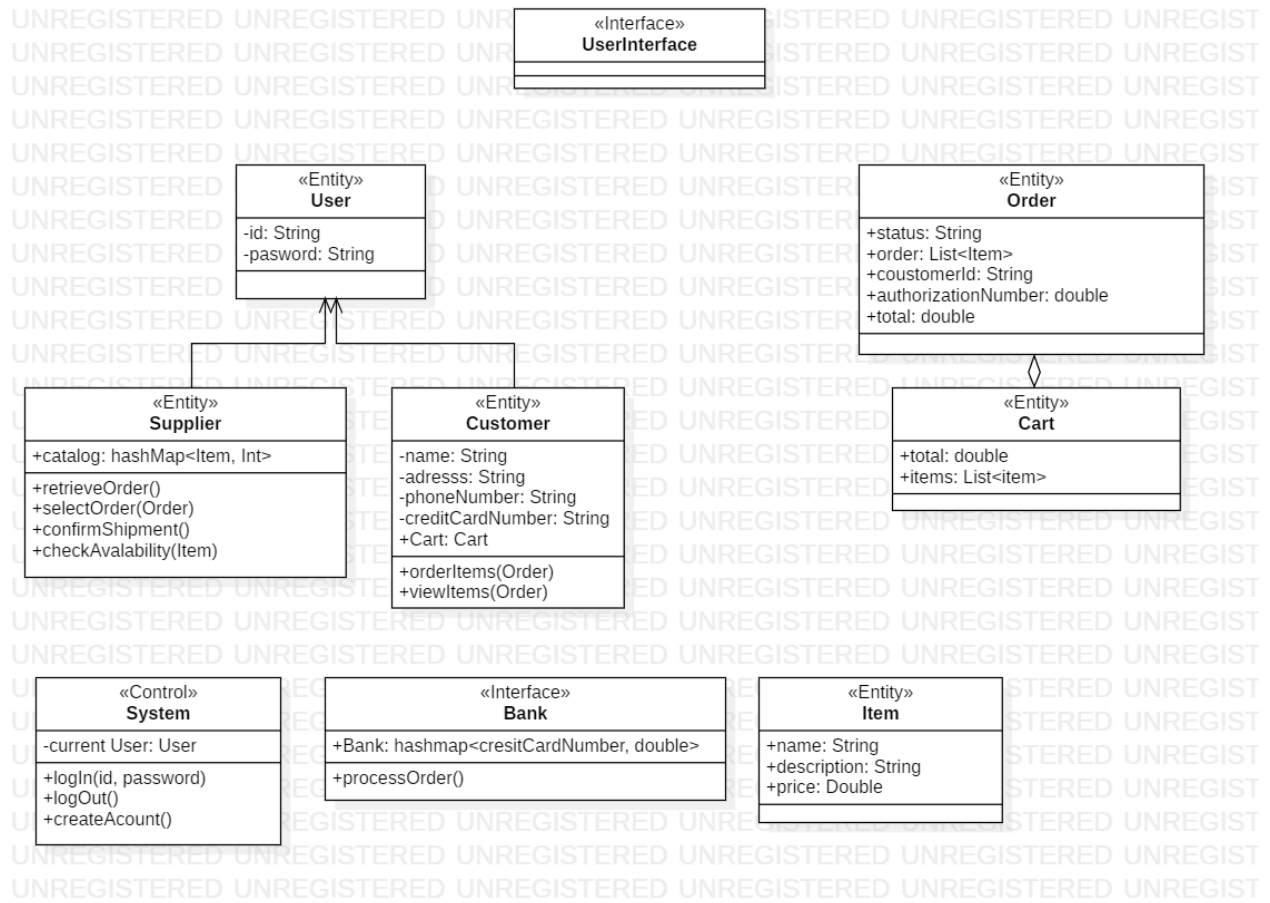 «Interface»
UserInterface
«Entity»
User
-id: String
-pasword: String
«Entity»
Order
+status: String
+order: List<Item>
+coustomerId: String
+authorizationNumber: double
+total: double
«Entity»
Supplier
+catalog: hashMap<Item, Int>
+retrieveOrder()
+selectOrder(Order)
+confirmShipment()
+checkAvalability(Item)
«Entity»
Customer
-name: String
-adresss: String
-phoneNumber: String
-creditCardNumber: String
+Cart: Cart
+orderItems(Order)
+viewItems(Order)
«Entity»
Cart
+total: double
+items: List<item>
«Control»
System
-current User: User
+logIn(id, password)
+logOut()
+createAcount()
«Interface»
Bank
+Bank: hashmap<cresitCardNumber, double>
+processOrder()
«Entity»
Item
+name: String
+description: String
+price: Double
UNREGISTERED